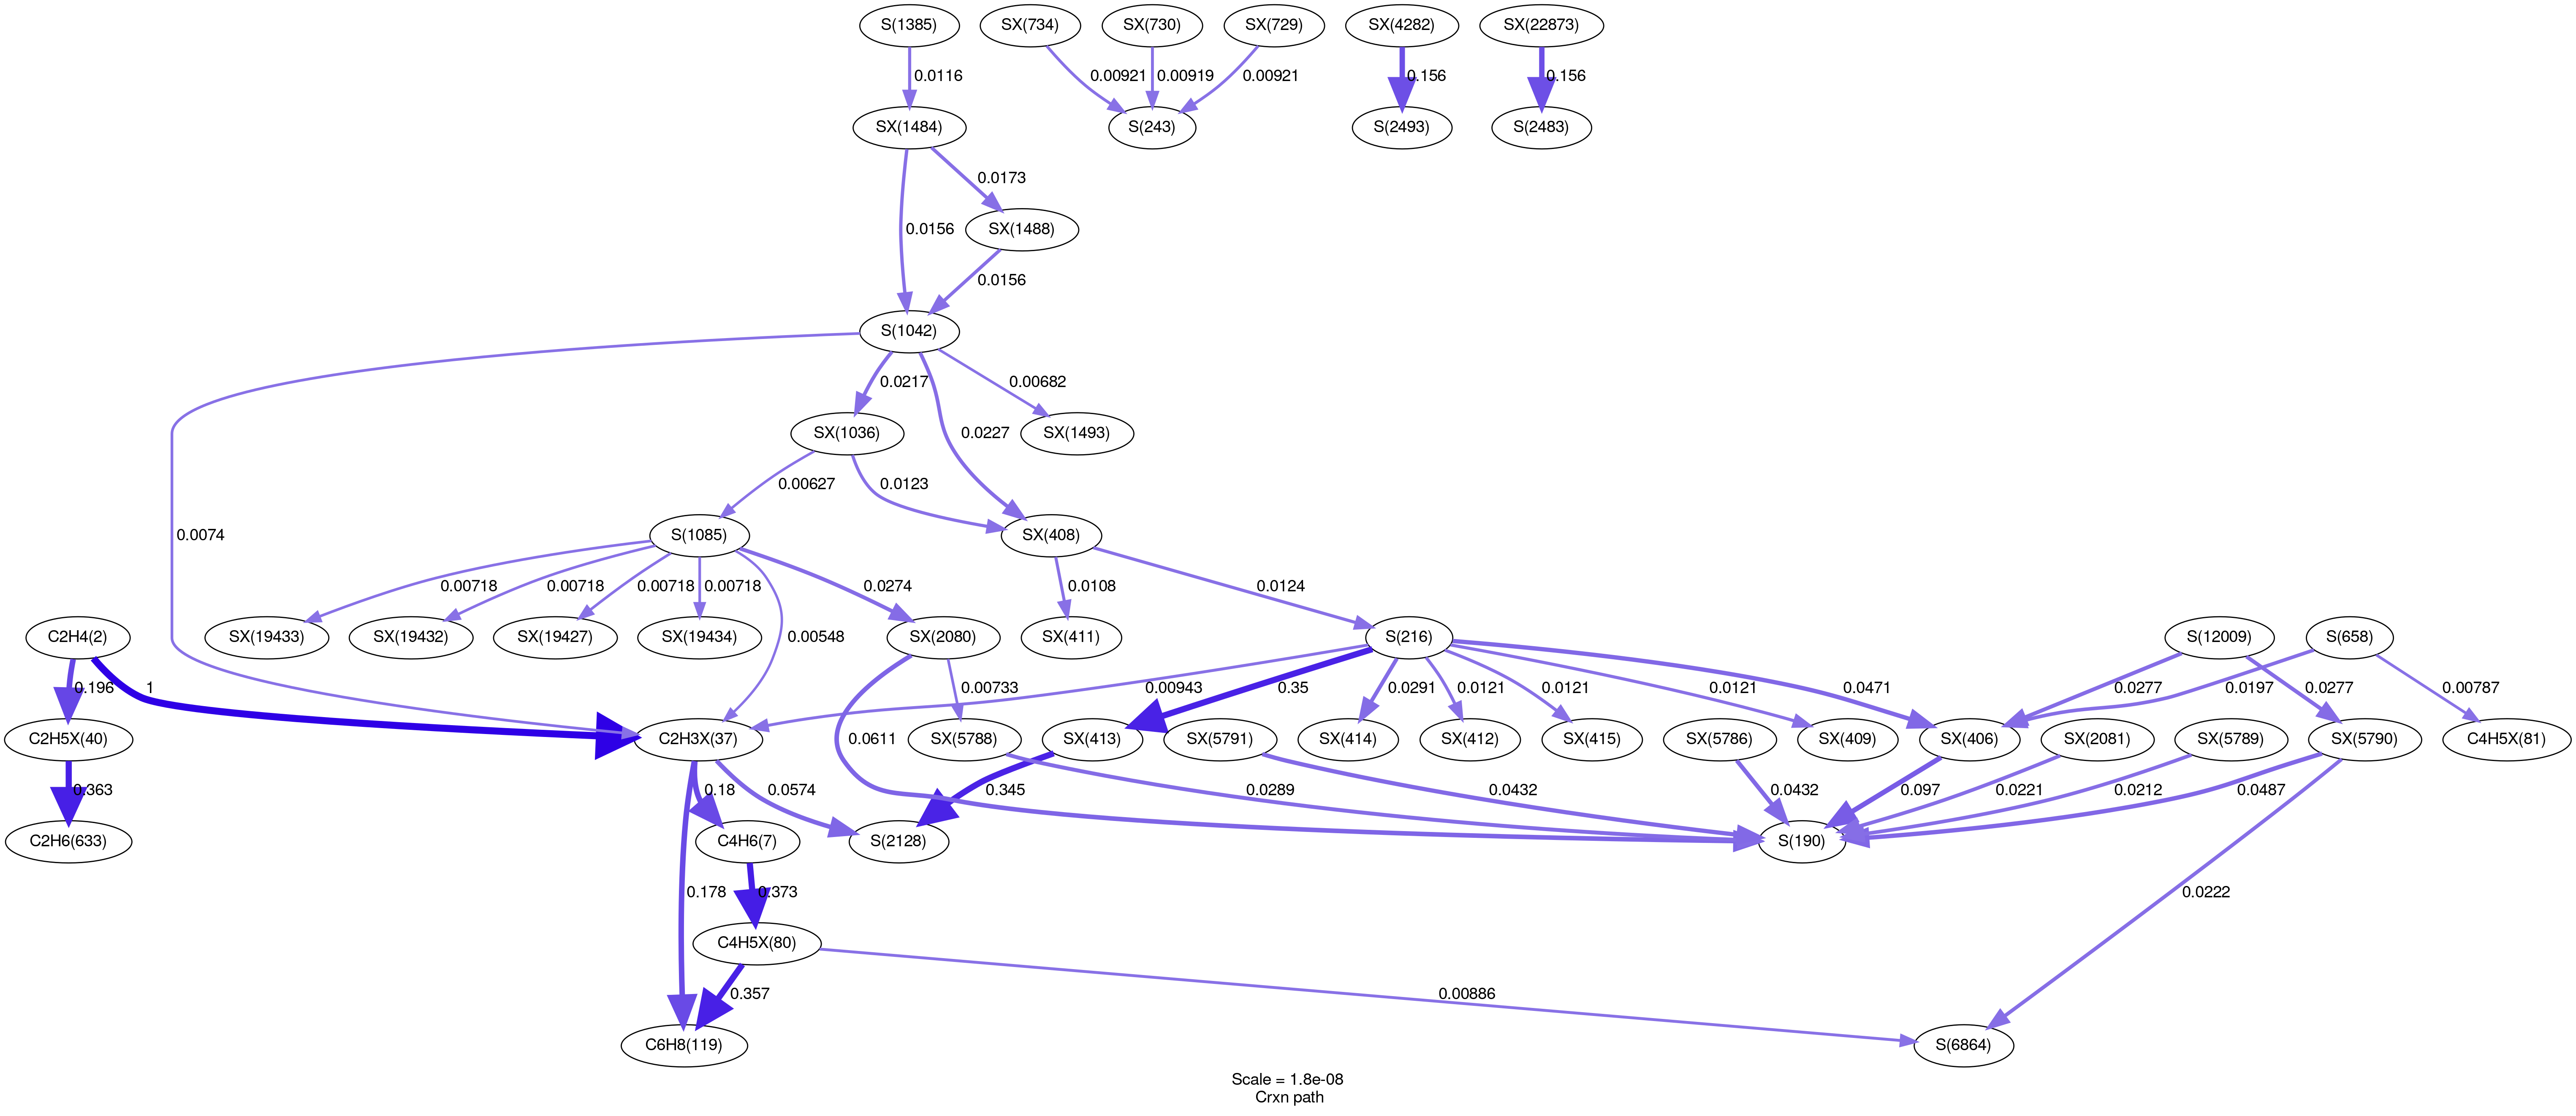 S(1385)
SX(734)
SX(730)
SX(729)
SX(4282)
SX(22873)
0.0116
0.00921
0.00919
0.00921
0.156
0.156
SX(1484)
S(243)
S(2493)
S(2483)
0.0173
0.0156
SX(1488)
0.0156
S(1042)
0.0217
0.0227
0.00682
SX(1036)
SX(1493)
0.00627
0.0123
0.0074
S(1085)
SX(408)
0.00718
0.00718
0.00718
0.00718
0.0274
0.0108
0.0124
0.00548
C2H4(2)
SX(19433)
SX(19432)
SX(19427)
SX(19434)
SX(2080)
SX(411)
S(216)
S(12009)
S(658)
0.196
1
0.00733
0.00943
0.35
0.0291
0.0121
0.0121
0.0121
0.0471
0.0277
0.0197
0.0277
0.00787
C2H5X(40)
C2H3X(37)
0.0611
SX(5788)
SX(413)
SX(5791)
SX(414)
SX(412)
SX(415)
SX(5786)
SX(409)
SX(406)
SX(2081)
SX(5789)
SX(5790)
C4H5X(81)
0.363
0.18
0.0574
0.345
0.0289
0.0432
0.0432
0.097
0.0221
0.0212
0.0487
C2H6(633)
C4H6(7)
S(2128)
S(190)
0.178
0.373
0.0222
C4H5X(80)
0.357
0.00886
C6H8(119)
S(6864)
Scale = 1.8e-08
Crxn path